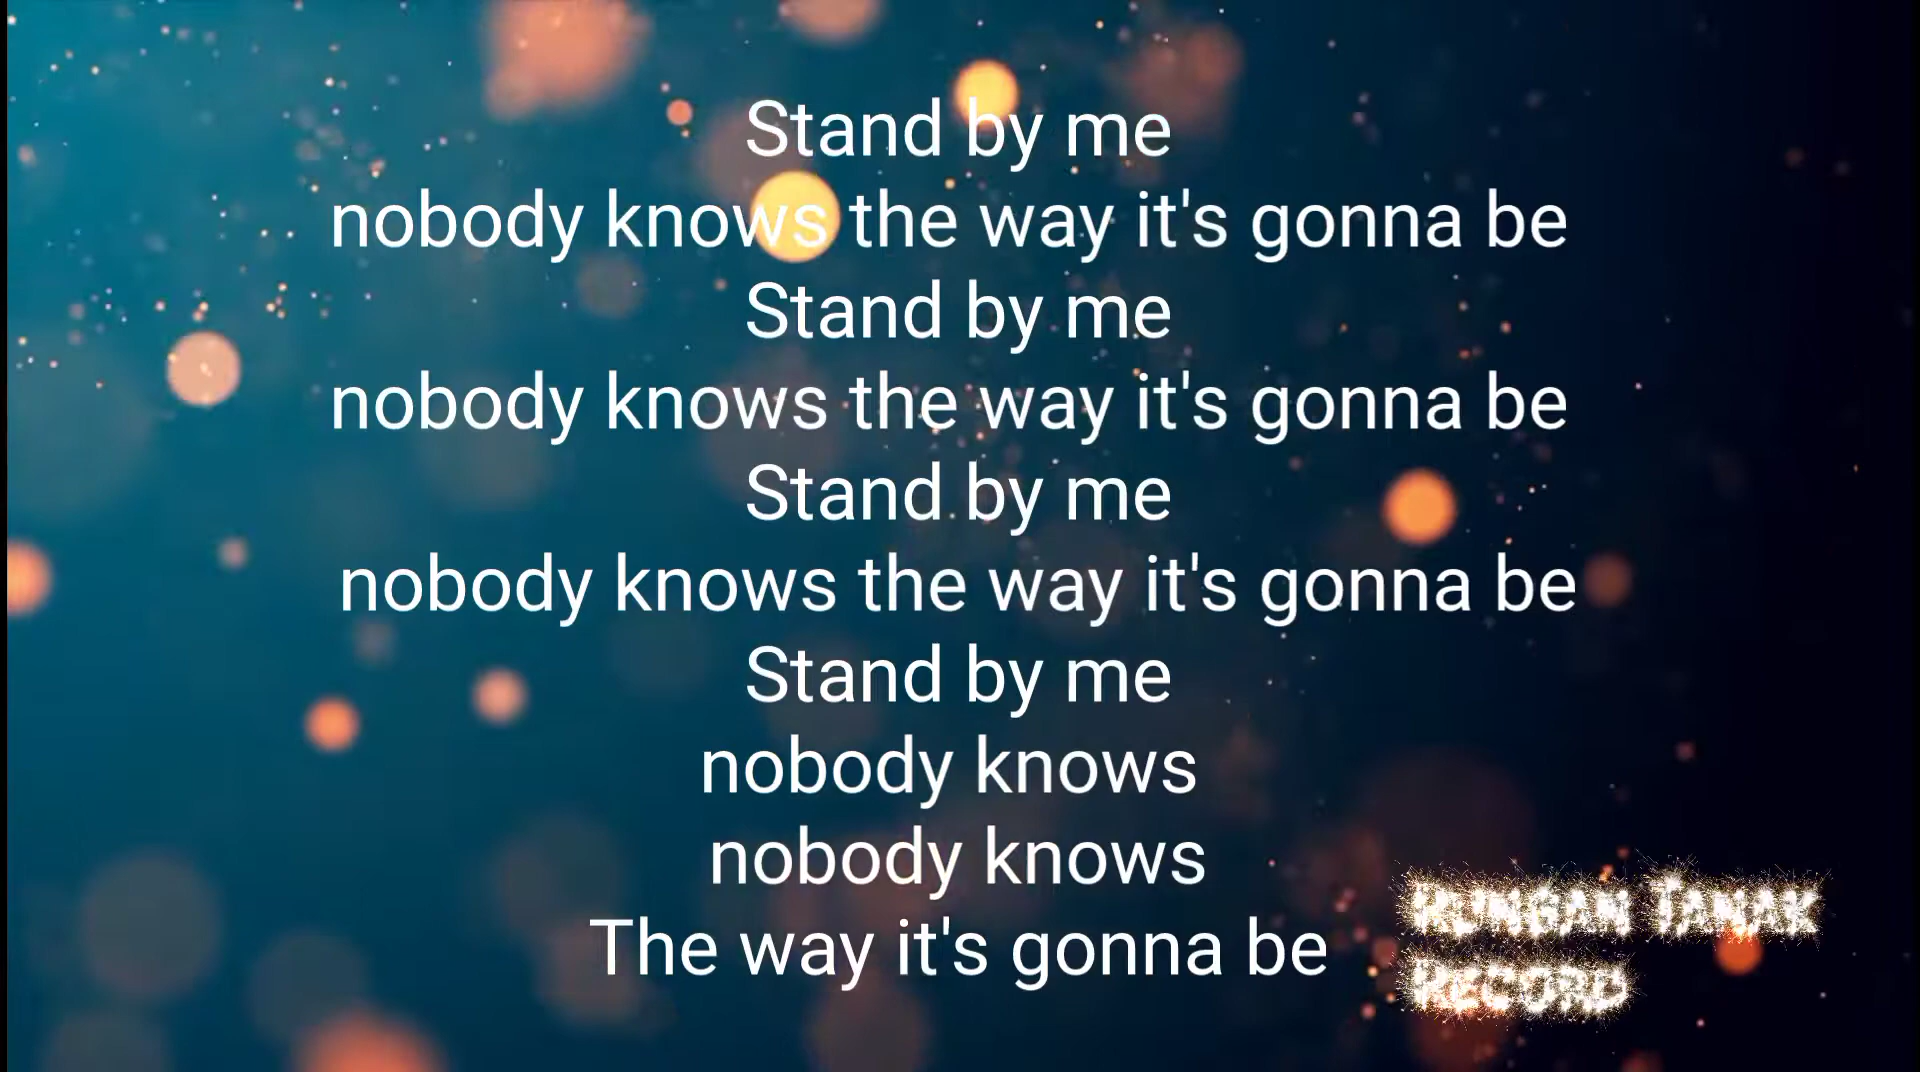 Stand by me
nobody knows the way it's gonna be
Stand by me
nobody knows the way it's gonna be
Stand by me
nobody knows the way it's gonna be
Stand by me
nobody knows
nobody knows
The way it's gonna be
Rungan Tanak
Record